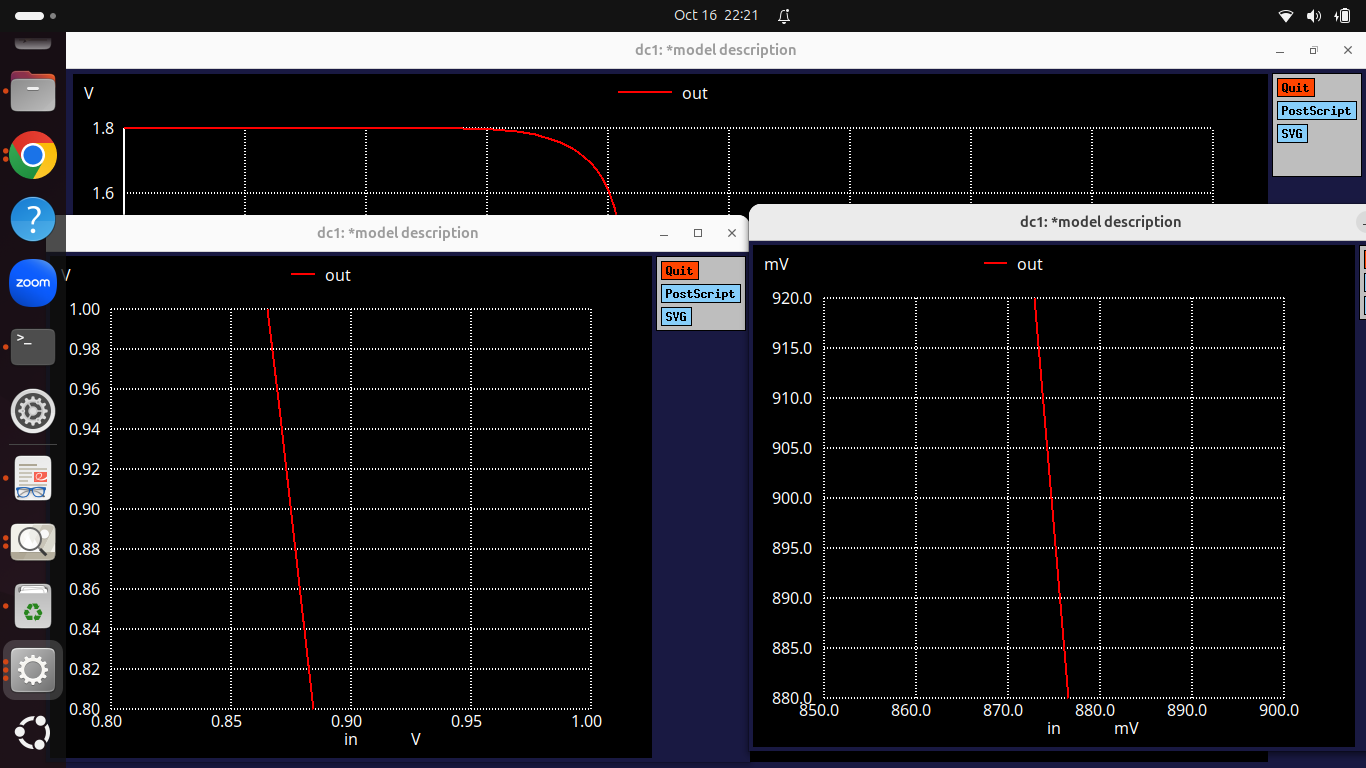 Oct 16 22:21
dc1: *model description
V
out
Quit
PostScript
SVG
1.8
1.6
dc1: *model description
V
out
Quit
PostScript
SVG
1.00
0.98
0.96
0.94
0.92
0.90
0.88
0.86
0.84
0.82
0.80
0.80 0.85 0.90 0.95 1.00
in V
dc1: *model description
mV
out
920.0
915.0
910.0
905.0
900.0
895.0
890.0
885.0
880.0
850.0 860.0 870.0 880.0 890.0 900.0
in mV
?
zoom
>_